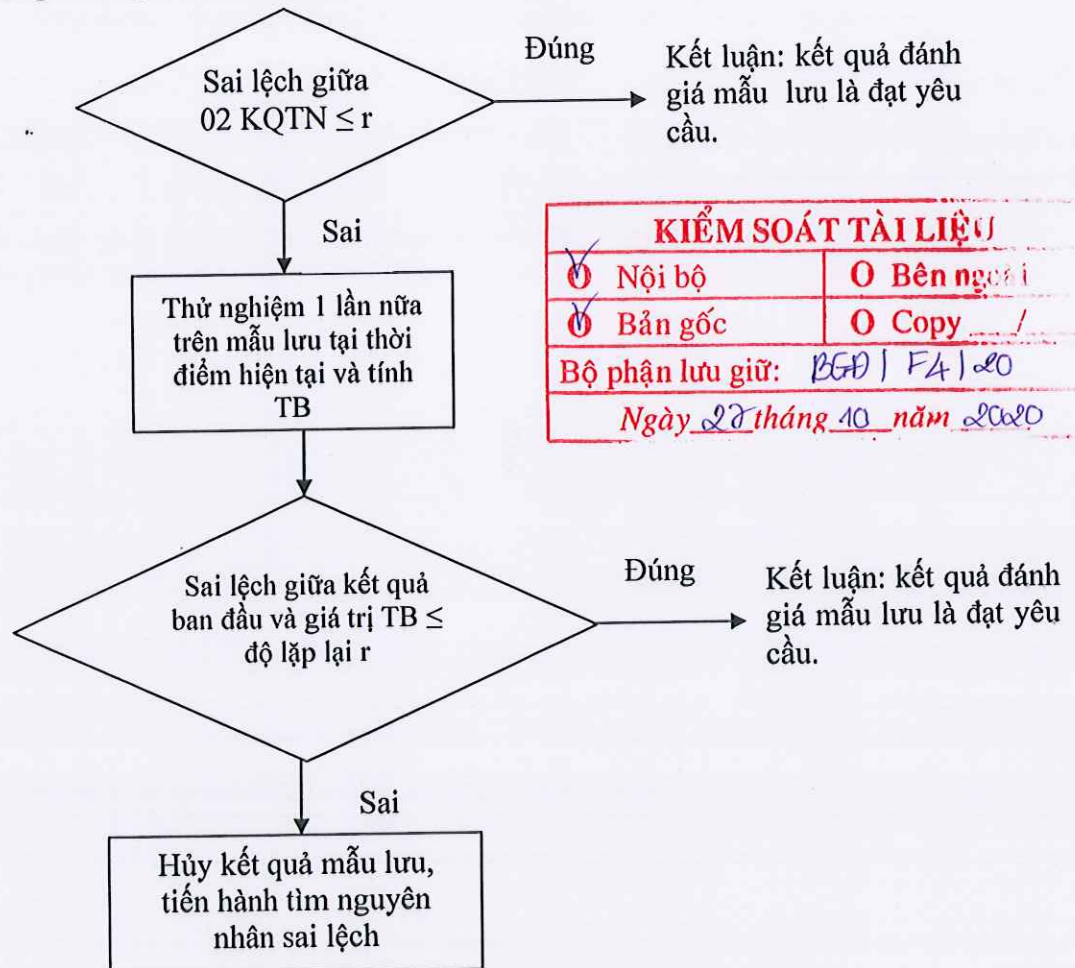 Sai lệch giữa
02 KQTN ≤ r
Đúng
Kết luận: kết quả đánh
giá mẫu lưu là đạt yêu
cầu.
Sai
KIỂM SOÁT TÀI LIỆU
O Nội bộ
O Bên ngoài
O Bản gốc
O Copy /
Bộ phận lưu giữ: BGĐ | F4 | 20
Ngày tháng 10 năm 2020
Thử nghiệm 1 lần nữa
trên mẫu lưu tại thời
điểm hiện tại và tính
TB
Sai lệch giữa kết quả
ban đầu và giá trị TB ≤
độ lặp lại r
Đúng
Kết luận: kết quả đánh
giá mẫu lưu là đạt yêu
cầu.
Sai
Hủy kết quả mẫu lưu,
tiến hành tìm nguyên
nhân sai lệch